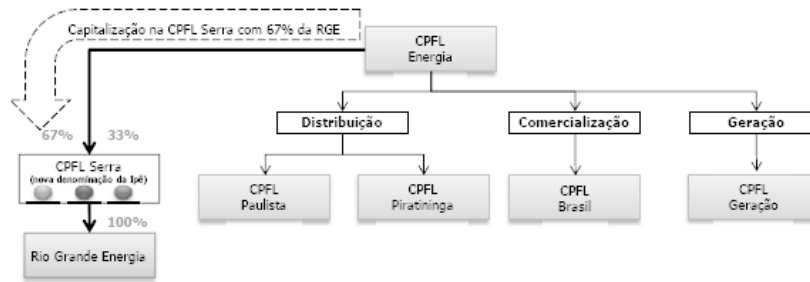 Capitalização na CPFL Serra com 67% da RGE
CPFL
Energia
Distribuição
Comercialização
Geração
67%
33%
CPFL Serra
(nova denominação da Ipê)
CPFL
Paulista
CPFL
Piratininga
CPFL
Brasil
CPFL
Geração
100%
Rio Grande Energia